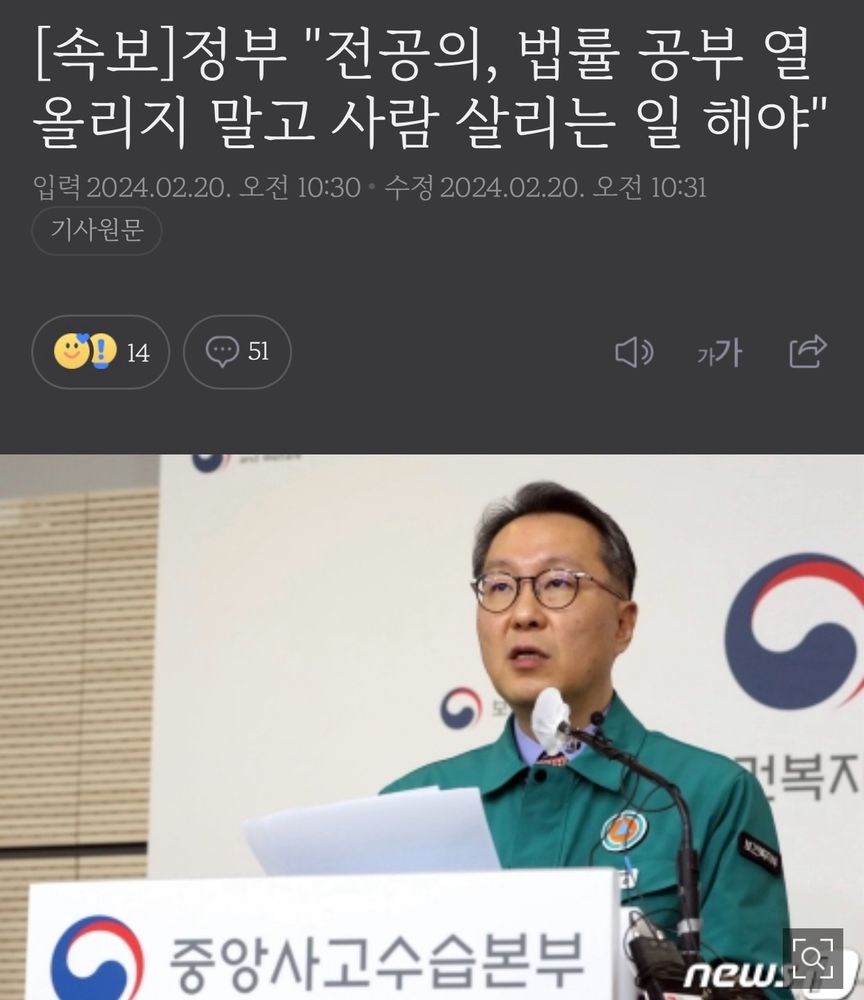 [속보]정부 "전공의, 법률 공부 열
올리지 말고 사람 살리는 일 해야"
입력 2024.02.20. 오전 10:30 • 수정 2024.02.20. 오전 10:31
기사원문
14
51
가가
중앙사고수습본부
news1